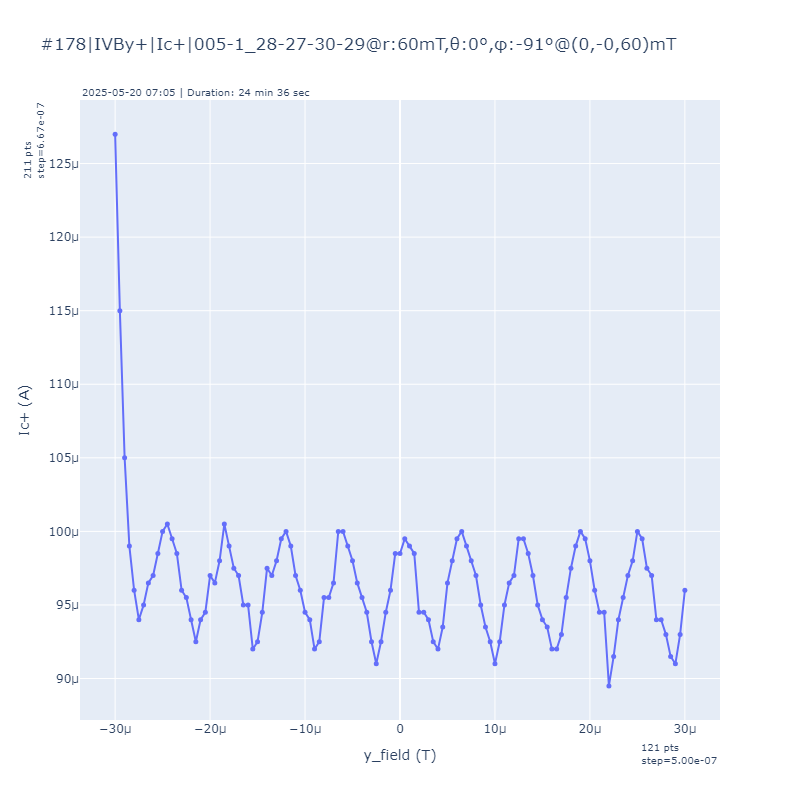 #178|IVBy+|Ic+|005-1_28-27-30-29@r:60mT,θ:0°,φ:-91°@(0,-0,60)mT
2025-05-20 07:05 | Duration: 24 min 36 sec
211 pts
step=6.67e-07
125μ
120μ
115μ
110μ
105μ
100μ
95μ
90μ
Ic+ (A)
−30μ
−20μ
−10μ
0
10μ
20μ
30μ
y_field (T)
121 pts
step=5.00e-07